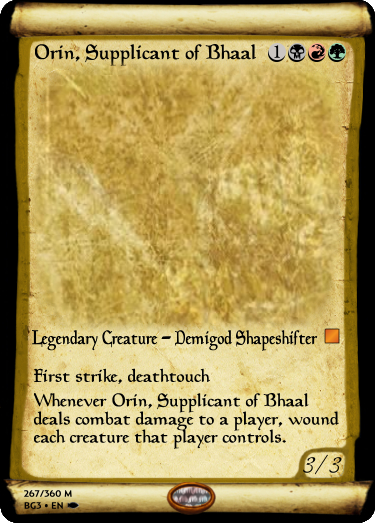 Orin, Supplicant of Bhaal 1
Legendary Creature – Demigod Shapeshifter
First strike, deathtouch
Whenever Orin, Supplicant of Bhaal
deals combat damage to a player, wound
each creature that player controls.
3/3
267/360 M
BG3 • EN